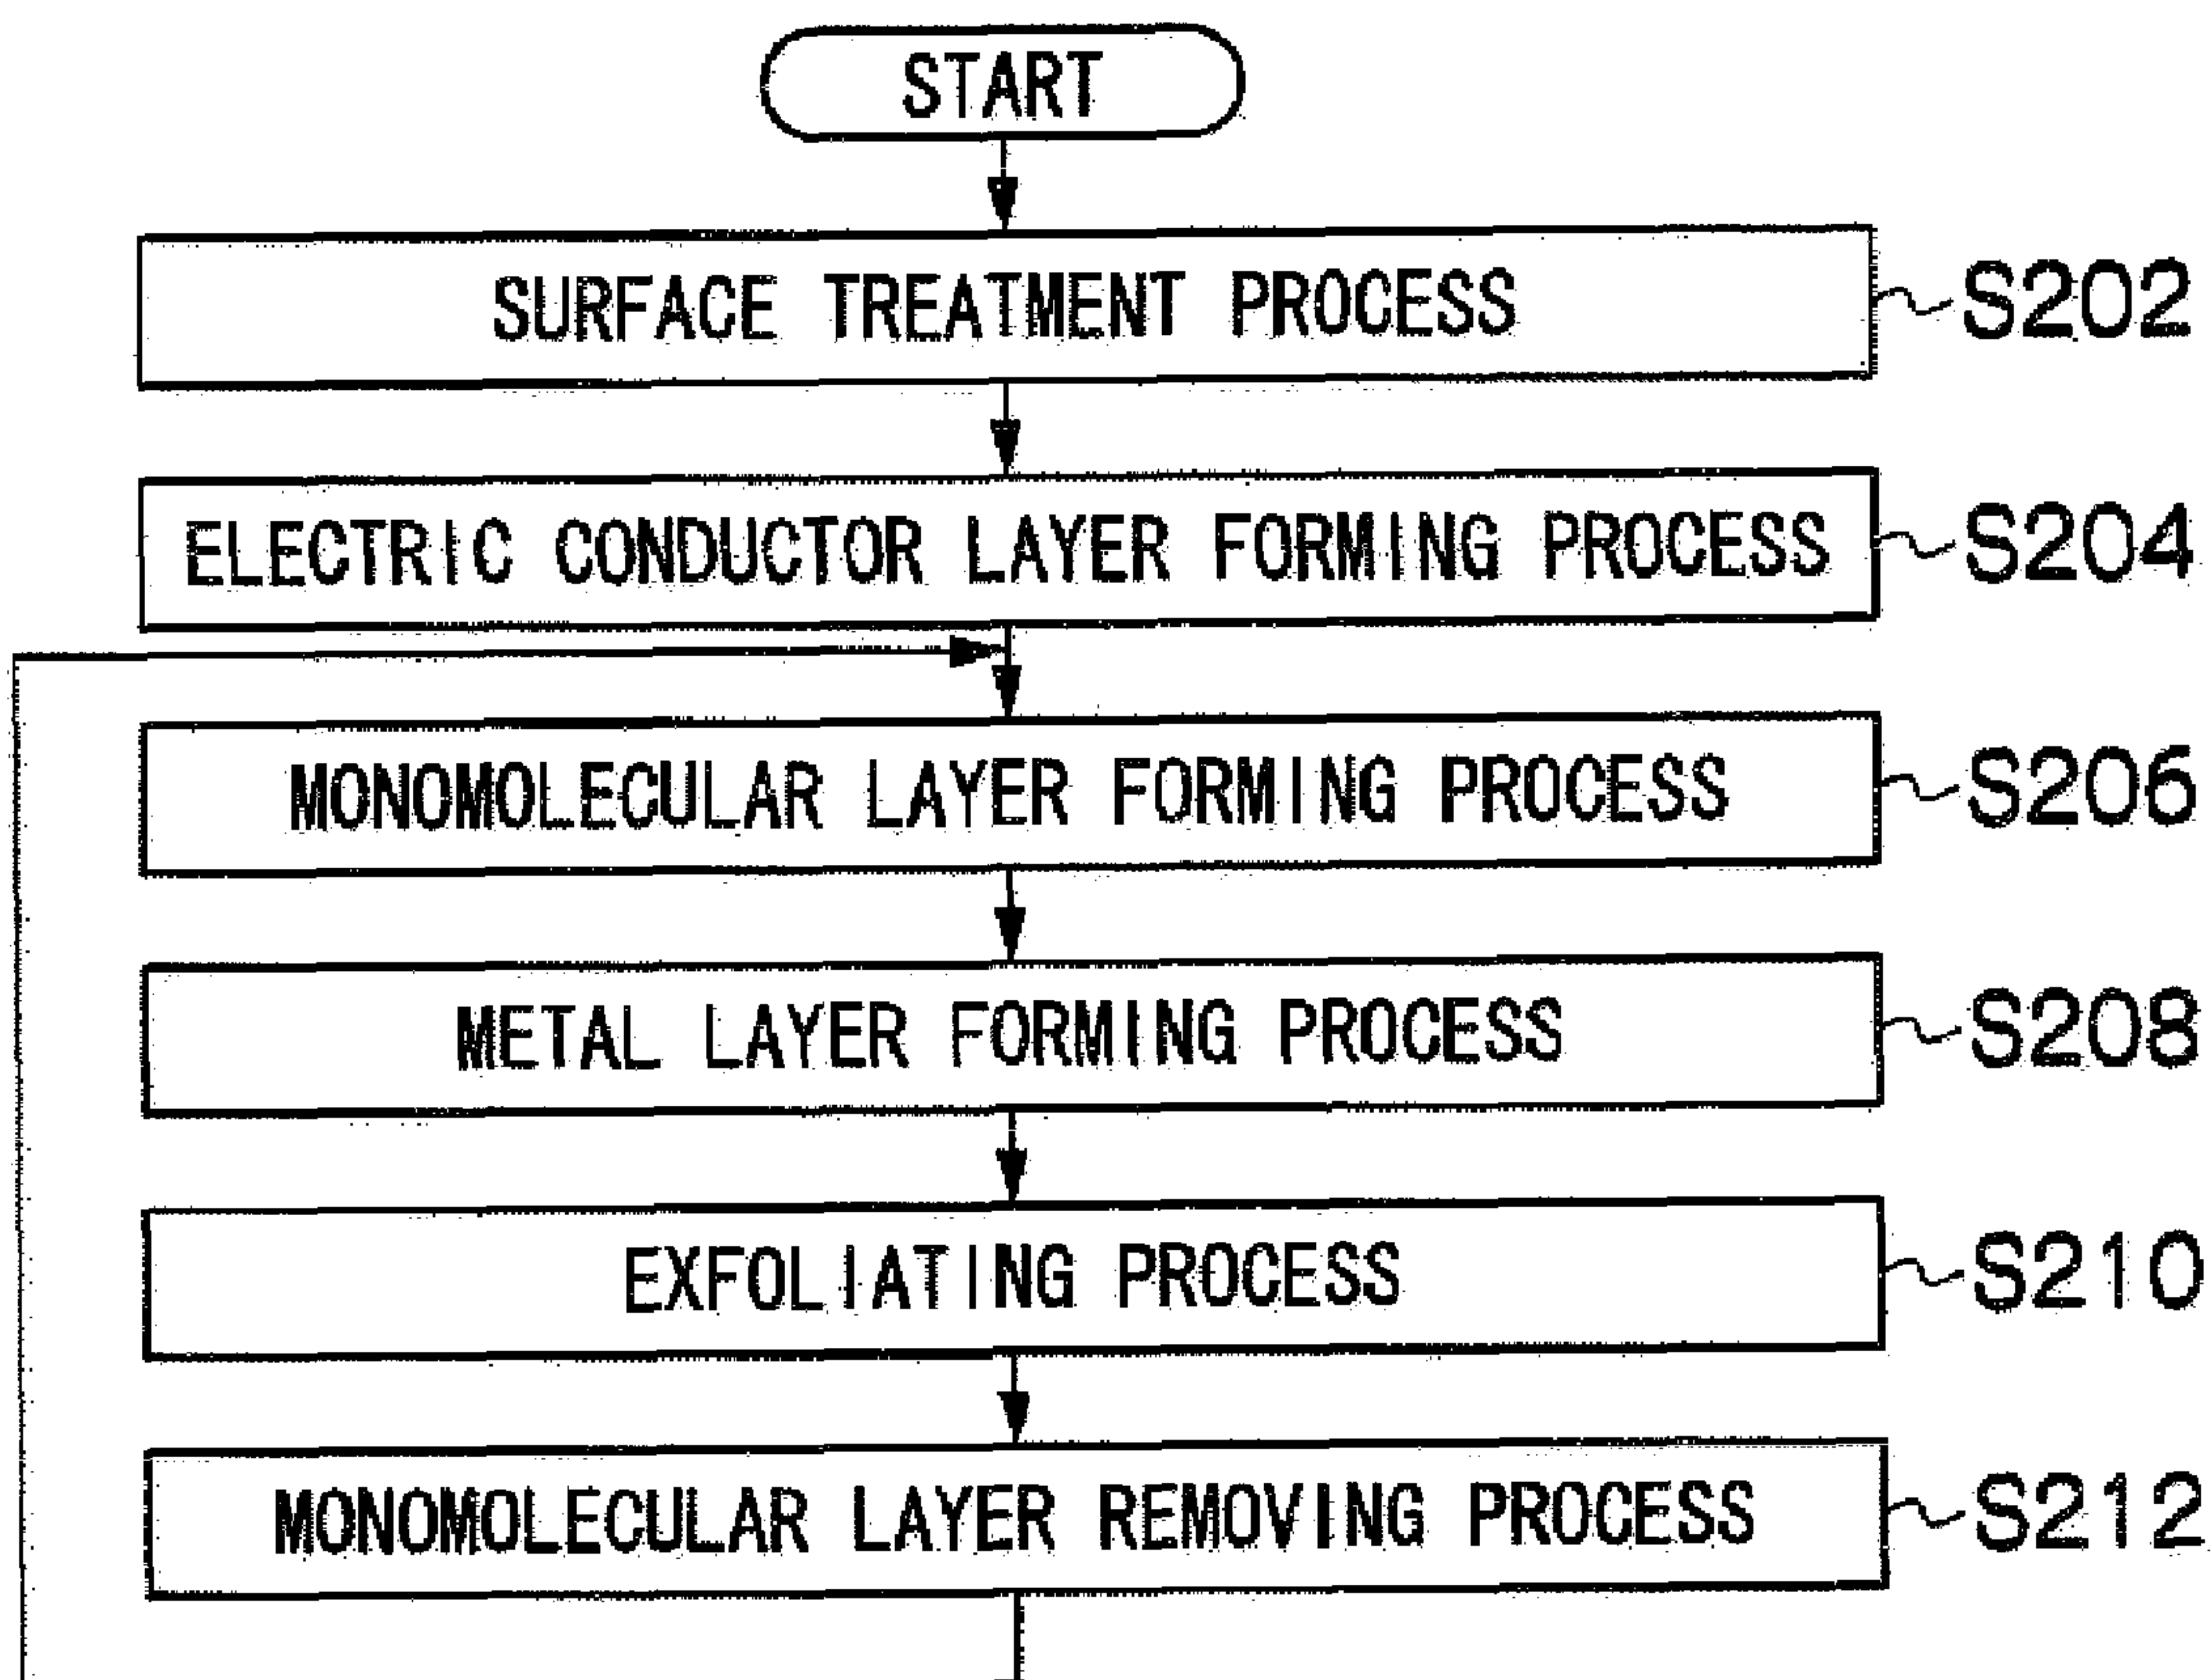 START
SURFACE TREATMENT PROCESS S202
ELECTRIC CONDUCTOR LAYER FORMING PROCESS S204
MONOMOLECULAR LAYER FORMING PROCESS S206
METAL LAYER FORMING PROCESS S208
EXFOLIATING PROCESS S210
MONOMOLECULAR LAYER REMOVING PROCESS S212